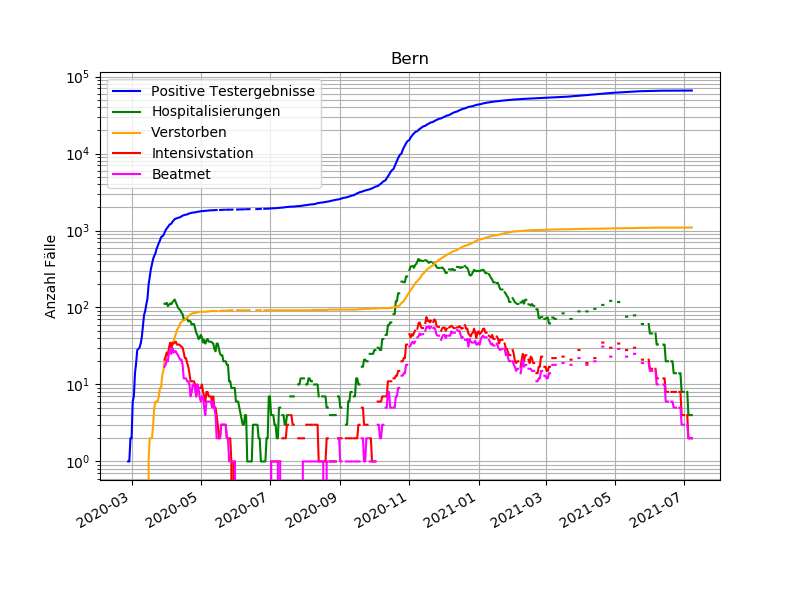 Bern
Positive Testergebnisse
Hospitalisierungen
Verstorben
Intensivstation
Beatmet
Anzahl Fälle
10^5
10^4
10^3
10^2
10^1
10^0
2020-03
2020-05
2020-07
2020-09
2020-11
2021-01
2021-03
2021-05
2021-07